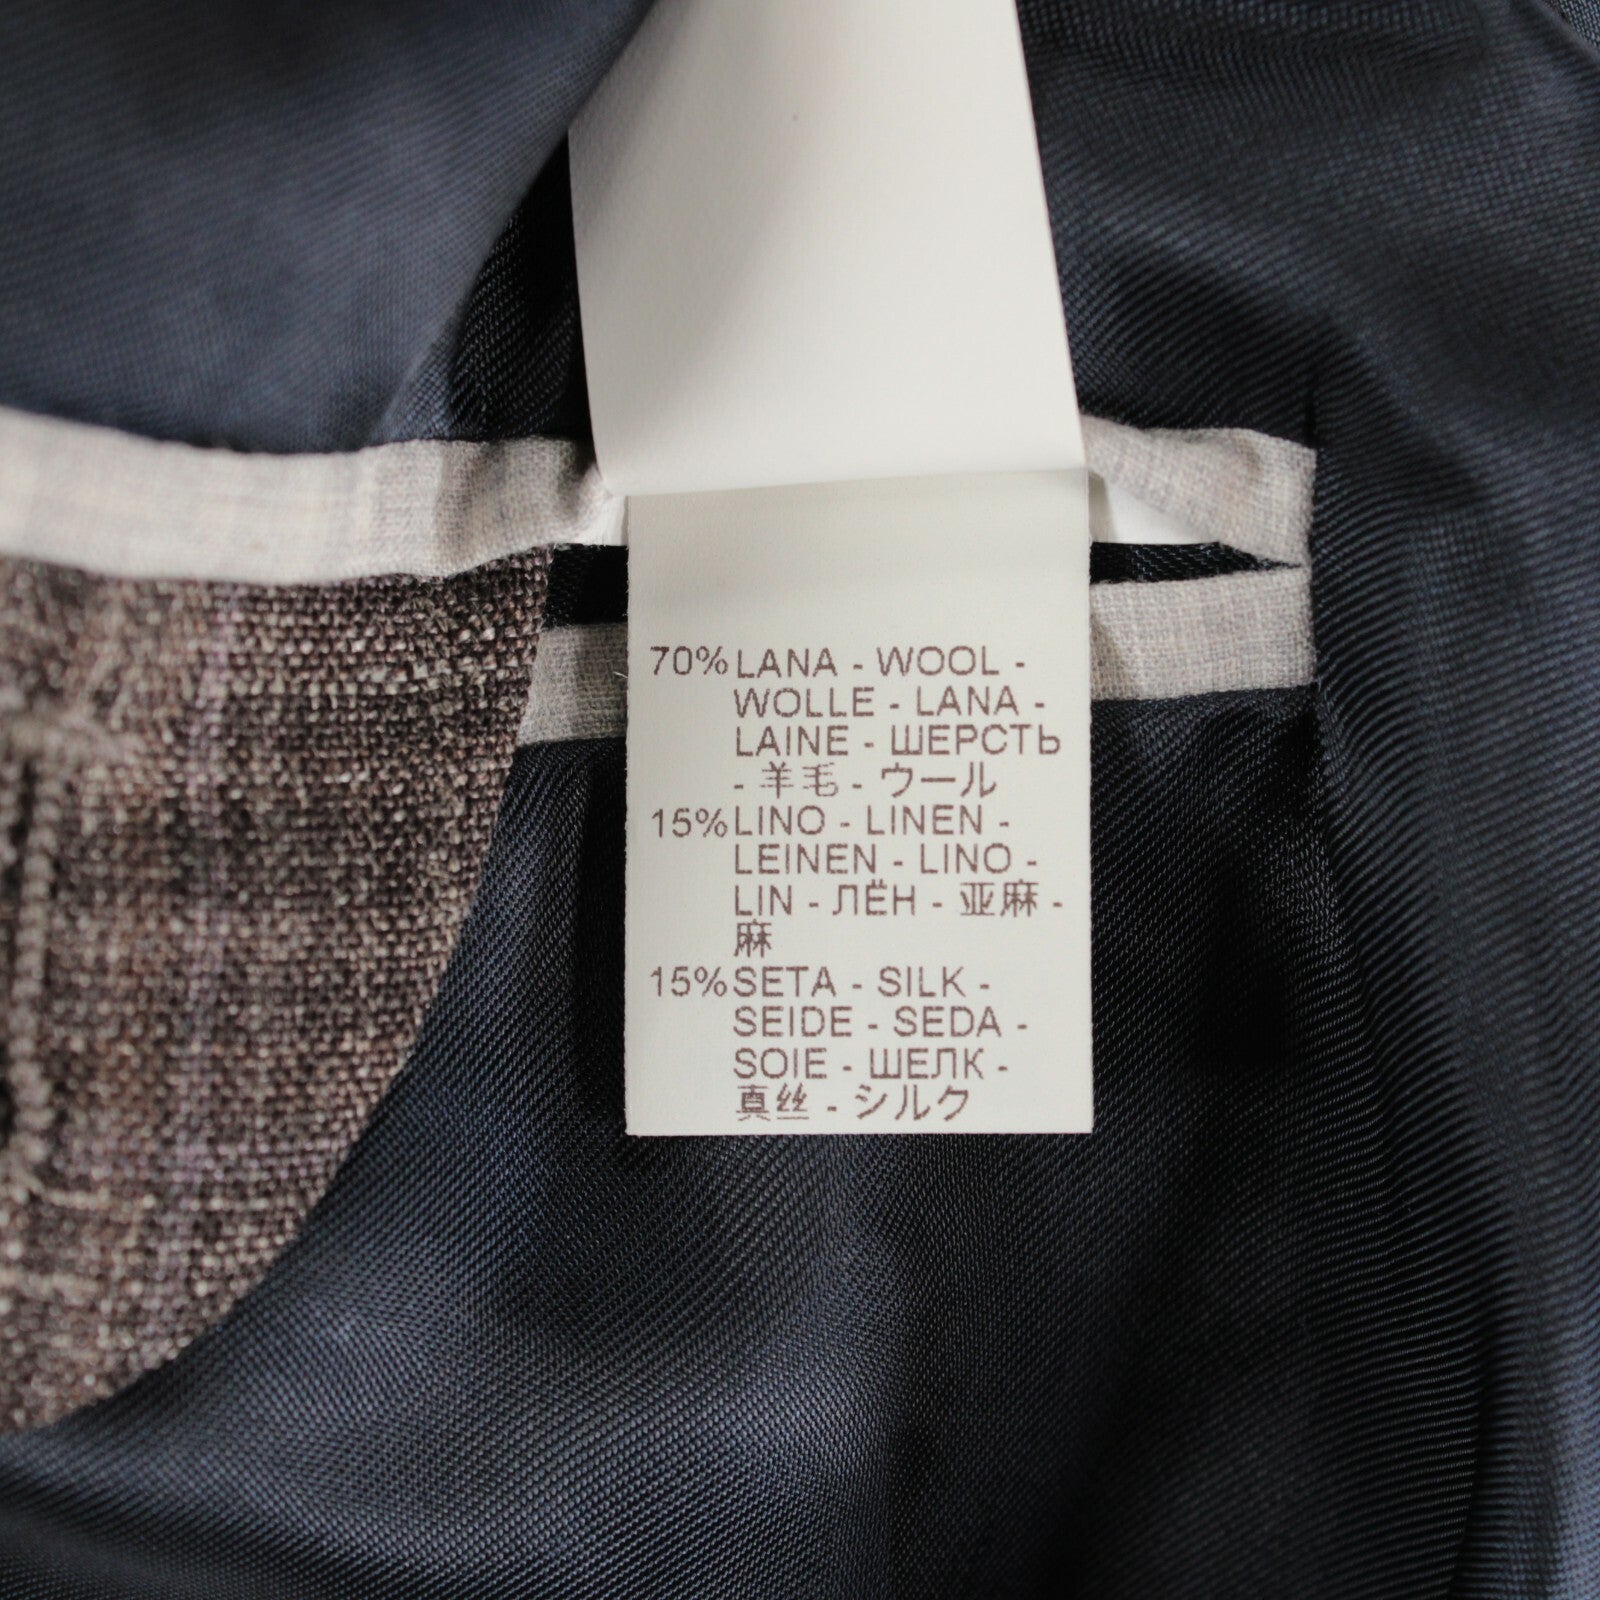 70% LANA - WOOL -
WOLLE - LANA -
LAINE - ШЕРСТЬ
- 羊毛 - ウール
15% LINO - LINEN -
LEINEN - LINO -
LIN - ЛЁН - 亚麻 -
麻
15% SETA - SILK -
SEIDE - SEDA -
SOIE - ШЕЛК -
真丝 - シルク